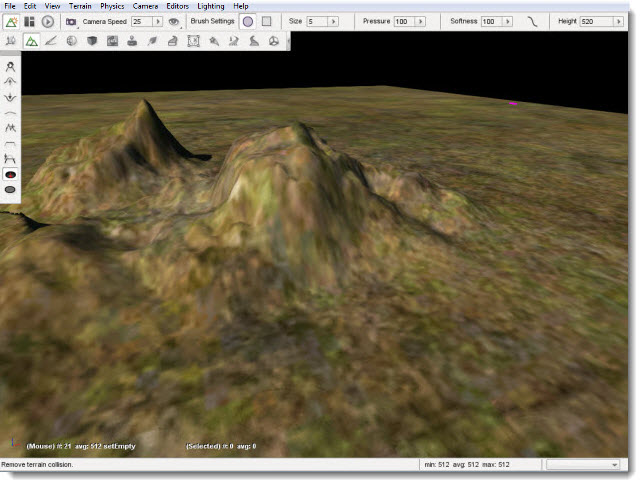 File Edit View Terrain Physics Camera Editors Lighting Help
Camera Speed 25 Brush Settings Size 5 Pressure 100 Softness 100 Height 520
(Mouse) #: 21 avg: 512 setEmpty (Selected) #: 0 avg: 0
Remove terrain collision. min: 512 avg: 512 max: 512